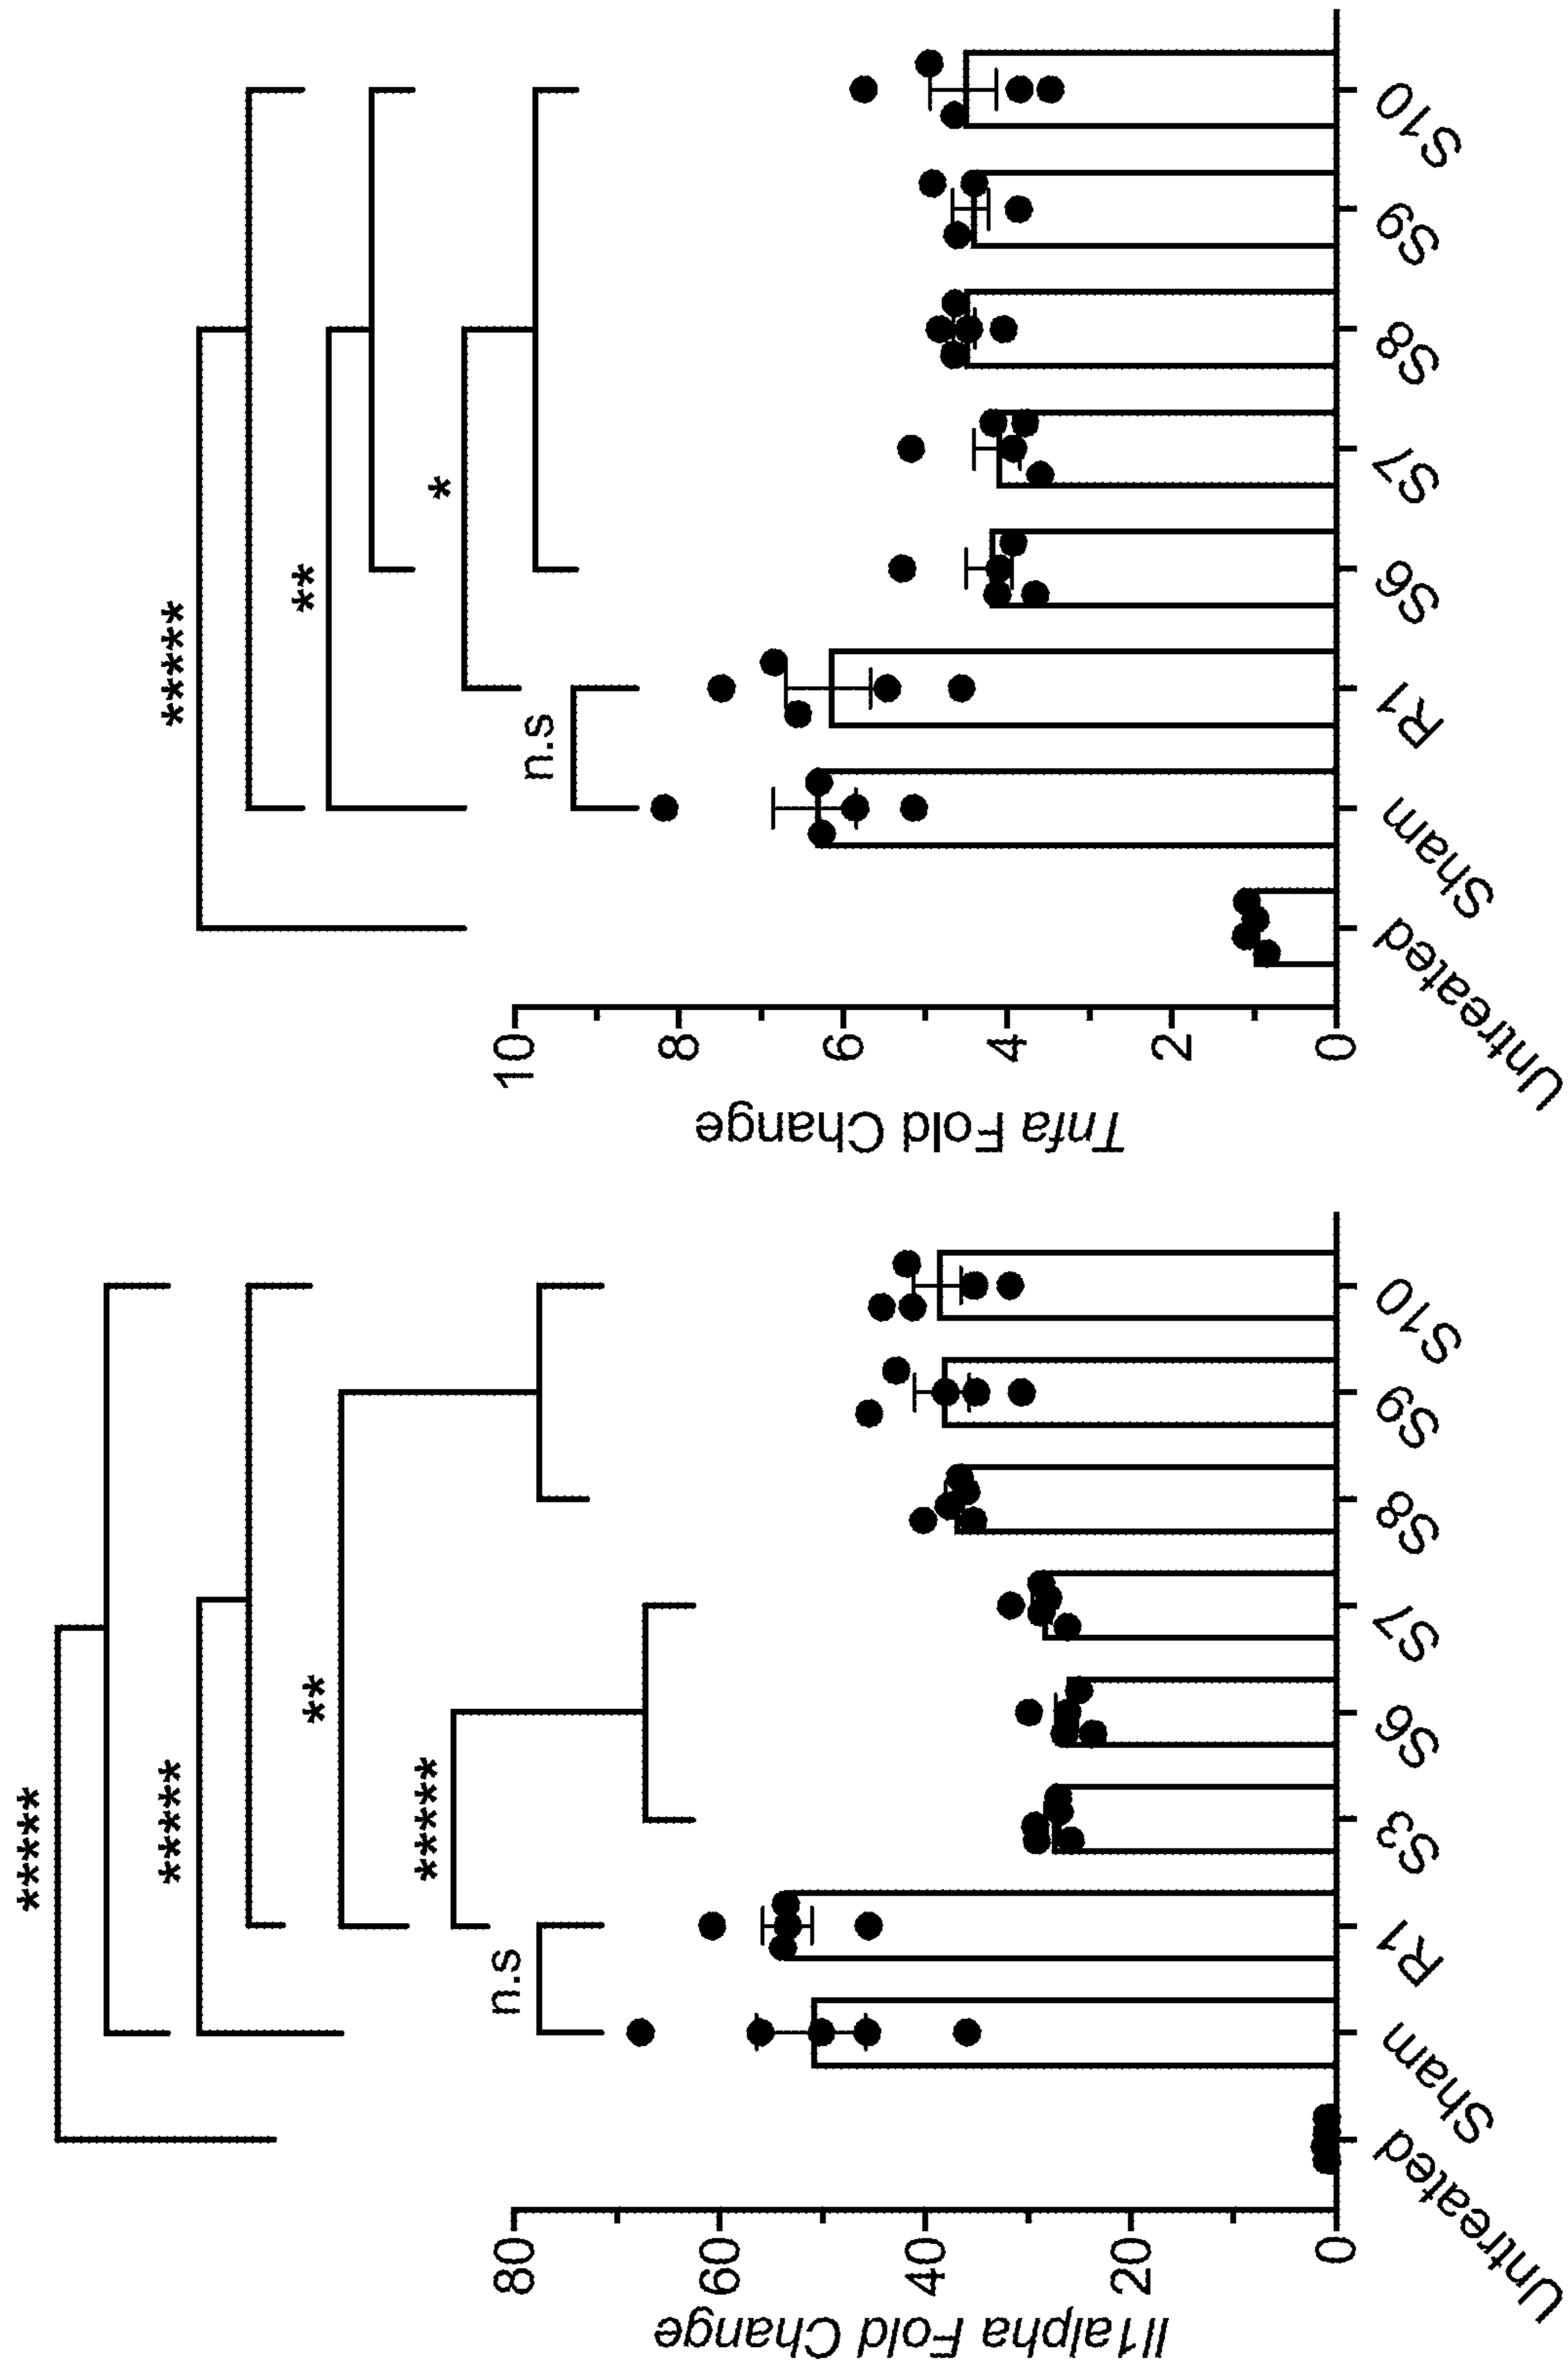 *****
*****
**
*****
n.s
Il1alpha Fold Change
80
60
40
20
0
Untreated
Sham
R1
S3
S6
S7
S8
S9
S10
*****
**
*
n.s
Tnfa Fold Change
10
8
6
4
2
0
Untreated
Sham
R1
S6
S7
S8
S9
S10